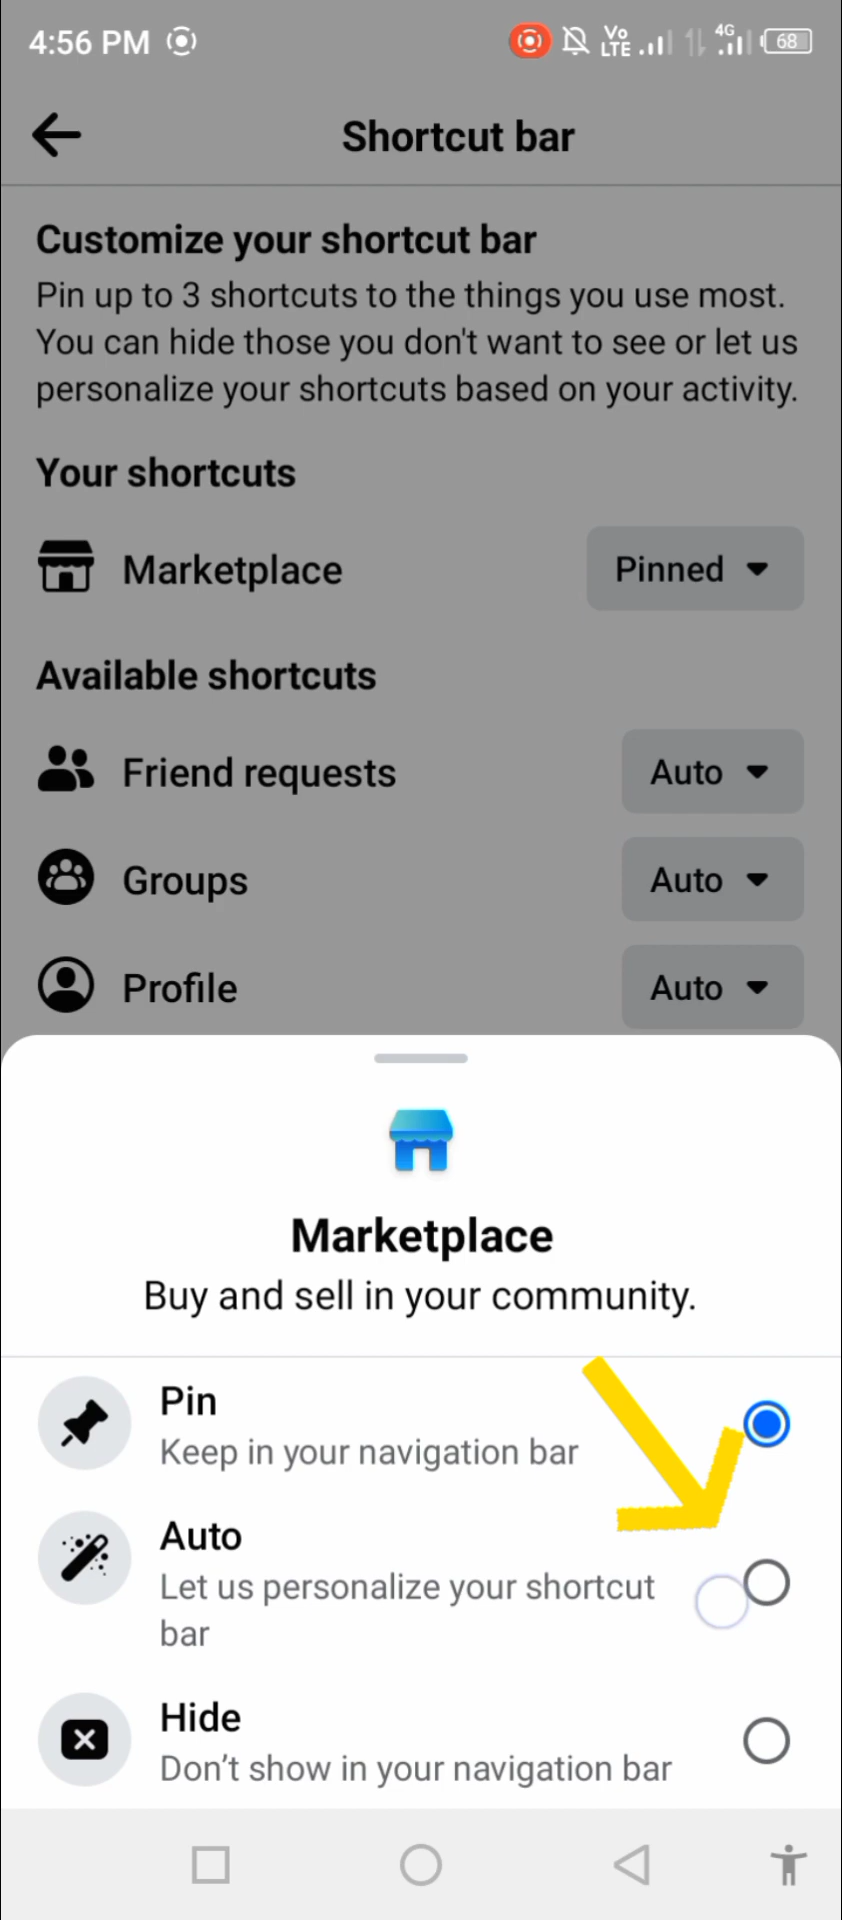 4:56 PM
Vo
LTE
4G
68
Shortcut bar
Customize your shortcut bar
Pin up to 3 shortcuts to the things you use most.
You can hide those you don't want to see or let us
personalize your shortcuts based on your activity.
Your shortcuts
Marketplace
Pinned
Available shortcuts
Friend requests
Auto
Groups
Auto
Profile
Auto
Marketplace
Buy and sell in your community.
Pin
Keep in your navigation bar
Auto
Let us personalize your shortcut
bar
Hide
Don’t show in your navigation bar